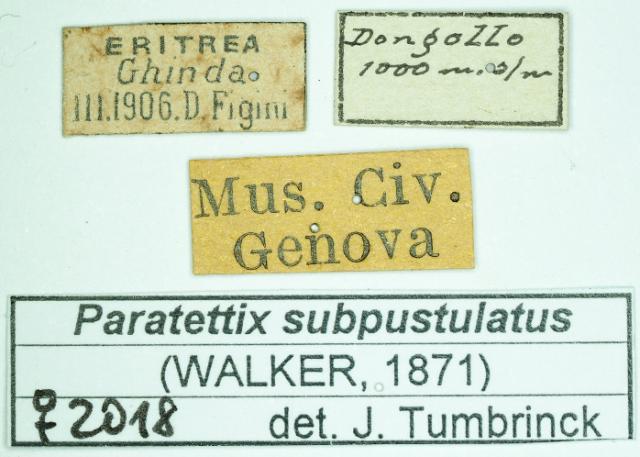 ERITREA
Ghinda.
III.1906.D. Figini
Dongollo
1000 m. s/m
Mus. Civ.
Genova
Paratettix subpustulatus
(WALKER, 1871)
♀ 2018 det. J. Tumbrinck